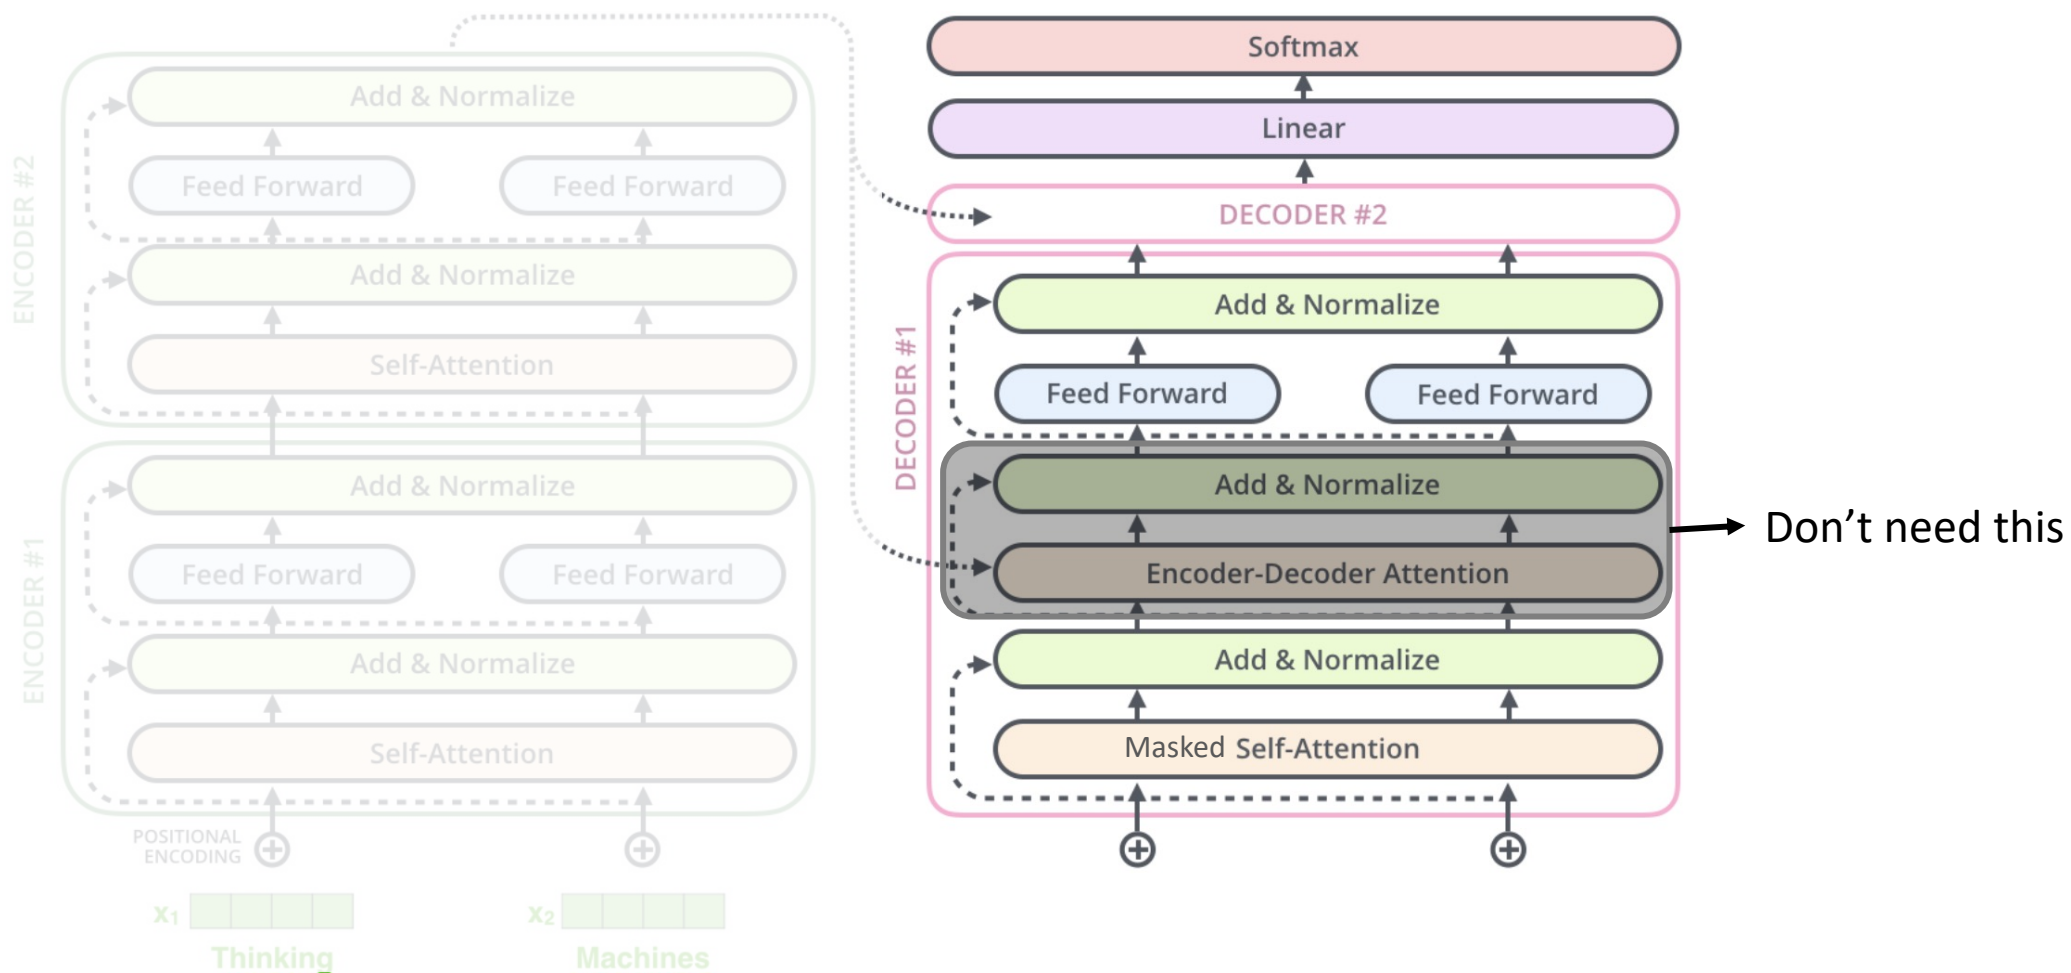 ENCODER #2
Add & Normalize
Feed Forward
Feed Forward
Add & Normalize
Self-Attention
ENCODER #1
Add & Normalize
Feed Forward
Feed Forward
Add & Normalize
Self-Attention
POSITIONAL
ENCODING
x1
x2
Thinking
Machines
Softmax
Linear
DECODER #2
DECODER #1
Add & Normalize
Feed Forward
Feed Forward
Add & Normalize
Encoder-Decoder Attention
Add & Normalize
Masked Self-Attention
Don’t need this